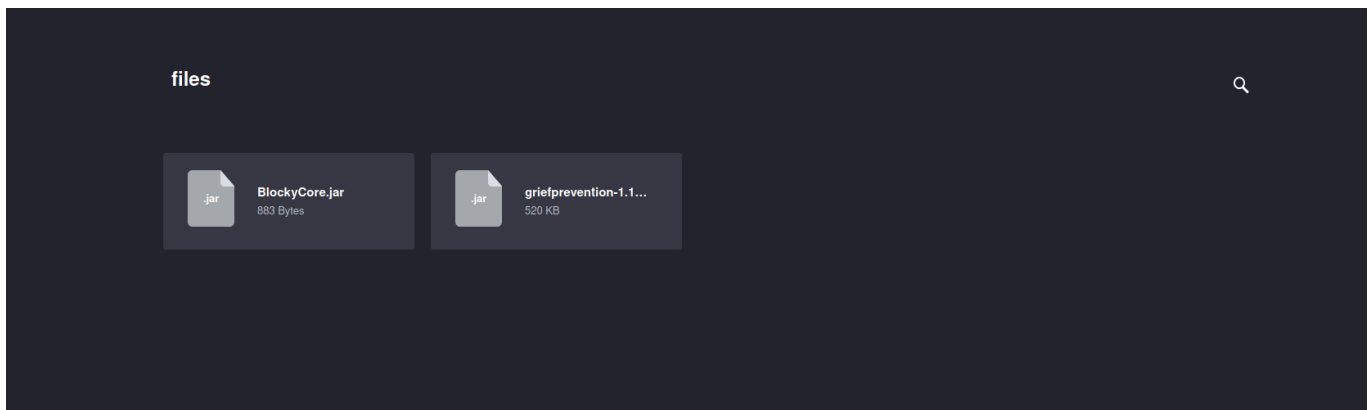 files
.jar
BlockyCore.jar
883 Bytes
.jar
griefprevention-1.1...
520 KB